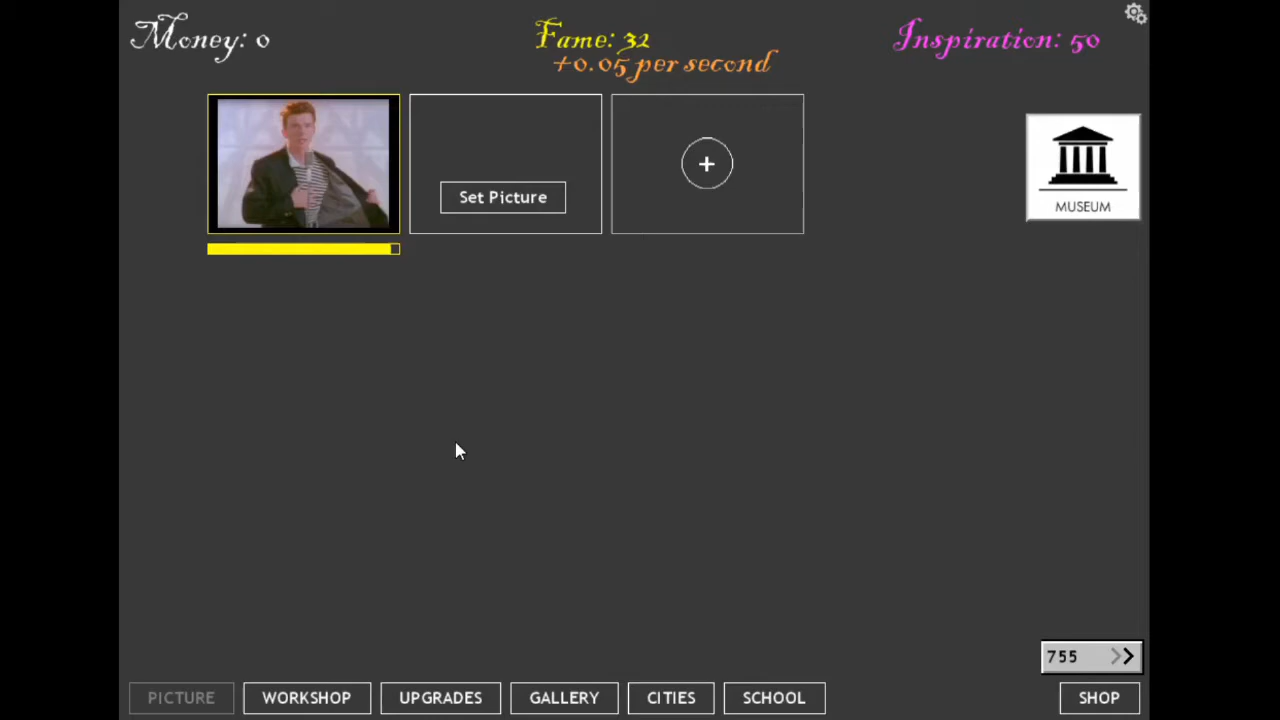 Money: 0
Fame: 32
+0.05 per second
Inspiration: 50
Set Picture
+
MUSEUM
755
PICTURE
WORKSHOP
UPGRADES
GALLERY
CITIES
SCHOOL
SHOP